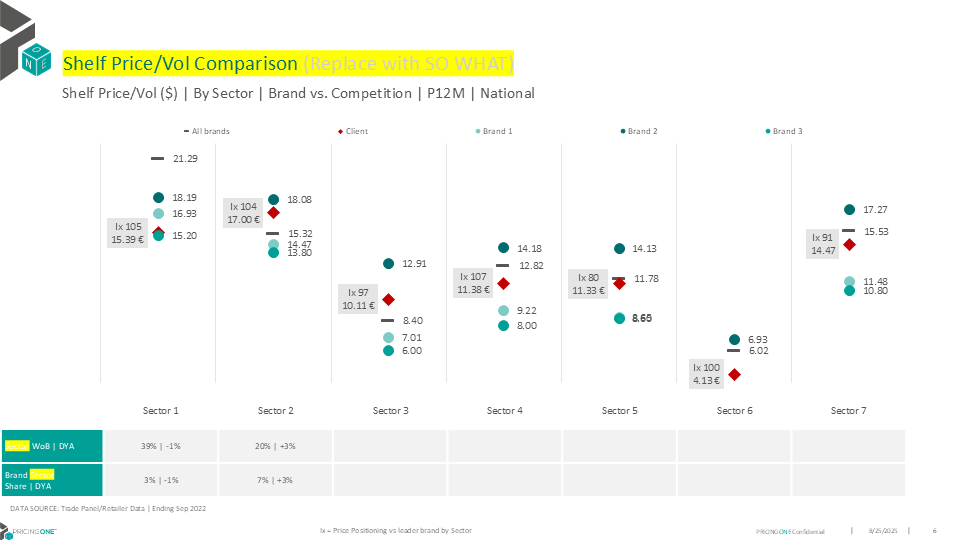 O
N E
Shelf Price/Vol Comparison (Replace with SO WHAT)
Shelf Price/Vol ($) | By Sector | Brand vs. Competition | P12M | National
All brands Client Brand 1 Brand 2 Brand 3
21.29
18.19
16.93
Ix 105
15.39 €
15.20
Ix 104
17.00 €
18.08
15.32
14.47
13.80
12.91
Ix 97
10.11 €
8.40
7.01
6.00
14.18
12.82
Ix 107
11.38 €
9.22
8.00
14.13
11.78
Ix 80
11.33 €
8.60
6.93
6.02
Ix 100
4.13 €
17.27
15.53
Ix 91
14.47
11.48
10.80
Sector 1 Sector 2 Sector 3 Sector 4 Sector 5 Sector 6 Sector 7
Sector WoB | DYA 39% | -1% 20% | +3%
Brand Sector
Share | DYA 3% | -1% 7% | +3%
DATA SOURCE: Trade Panel/Retailer Data | Ending Sep 2022
PRICINGONE™ Ix = Price Positioning vs leader brand by Sector PRICINGONE Confidential | 8/25/2025 | 6